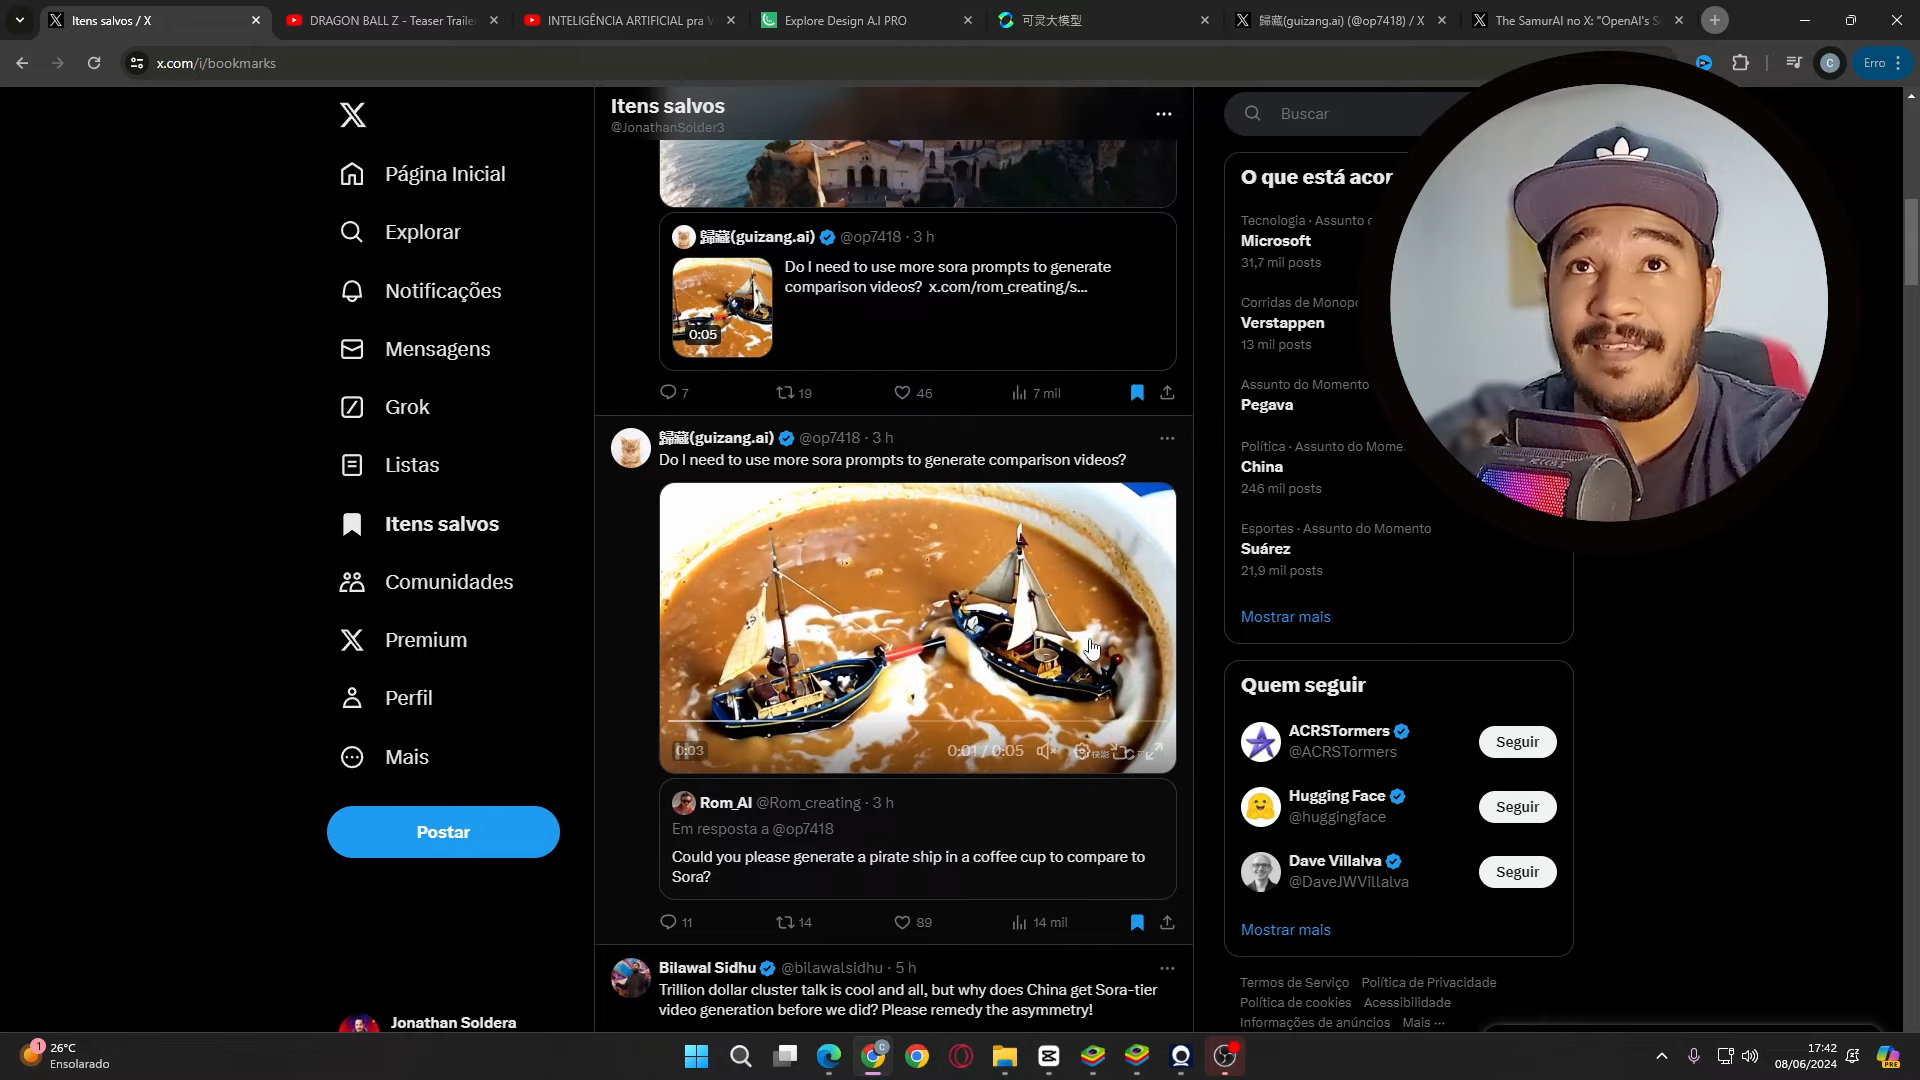 Itens salvos / X
DRAGON BALL Z - Teaser Traile
INTELIGÊNCIA ARTIFICIAL pra V
Explore Design A.I PRO
可灵大模型
歸藏(guizang.ai) (@op7418) / X
The SamurAI no X: "OpenAI's S
x.com/i/bookmarks
C
Erro
Página Inicial
Explorar
Notificações
Mensagens
Grok
Listas
Itens salvos
Comunidades
Premium
Perfil
Mais
Postar
Jonathan Soldera
Itens salvos
@JonathanSolder3
歸藏(guizang.ai) @op7418 · 3 h
Do I need to use more sora prompts to generate
comparison videos? x.com/rom_creating/s...
0:05
7 19 46 7 mil
歸藏(guizang.ai) @op7418 · 3 h
Do I need to use more sora prompts to generate comparison videos?
0:03
0:01 / 0:05
Rom_AI @Rom_creating · 3 h
Em resposta a @op7418
Could you please generate a pirate ship in a coffee cup to compare to
Sora?
11 14 89 14 mil
Bilawal Sidhu @bilawalsidhu · 5 h
Trillion dollar cluster talk is cool and all, but why does China get Sora-tier
video generation before we did? Please remedy the asymmetry!
Buscar
O que está acor
Tecnologia · Assunto
Microsoft
31,7 mil posts
Corridas de Monopo
Verstappen
13 mil posts
Assunto do Momento
Pegava
Política · Assunto do Mome
China
246 mil posts
Esportes · Assunto do Momento
Suárez
21,9 mil posts
Mostrar mais
Quem seguir
ACRSTormers
@ACRSTormers
Seguir
Hugging Face
@huggingface
Seguir
Dave Villalva
@DaveJWVillalva
Seguir
Mostrar mais
Termos de Serviço Política de Privacidade
Política de cookies Acessibilidade
Informações de anúncios Mais ···
1
26°C
Ensolarado
C
17:42
08/06/2024
PRE